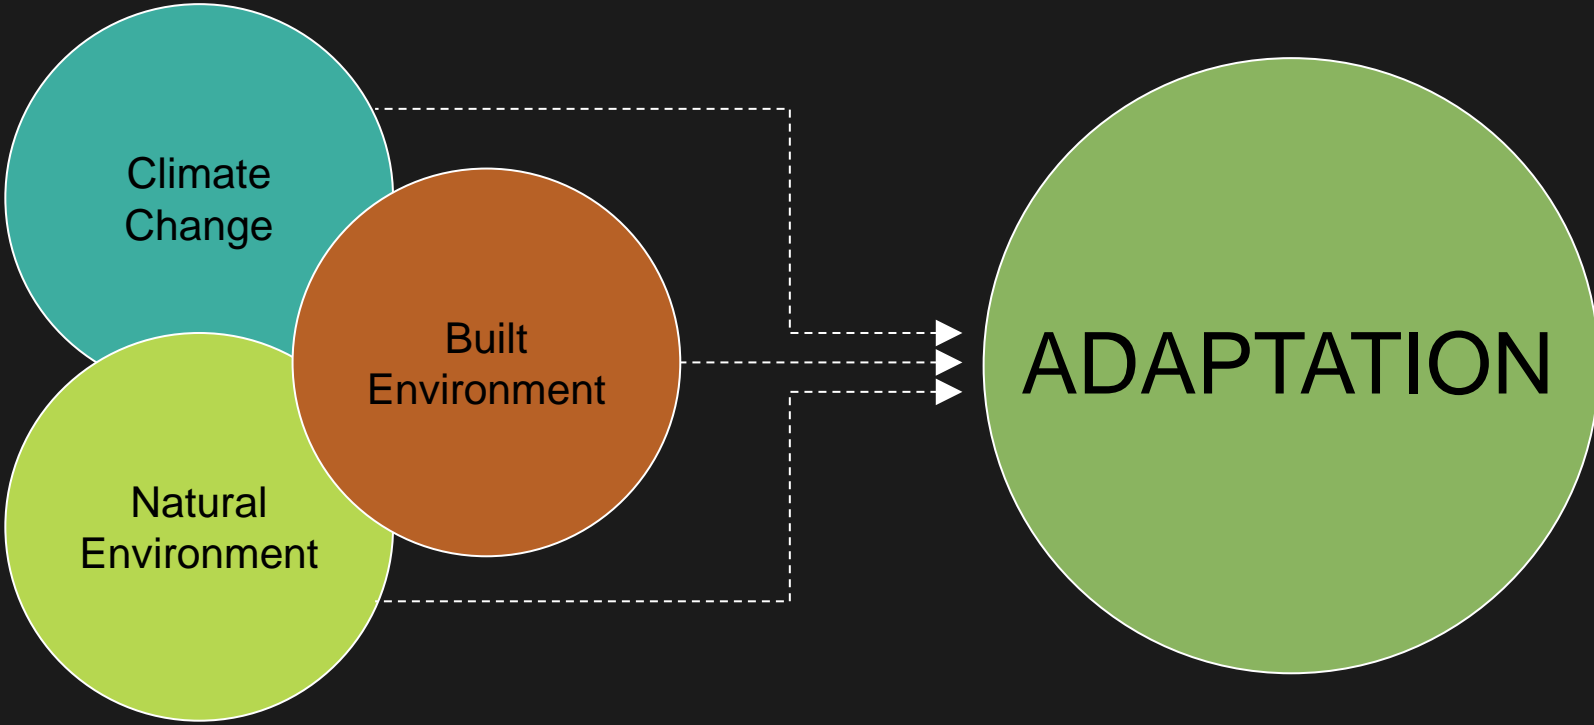 Climate
Change
Built
Environment
Natural
Environment
ADAPTATION